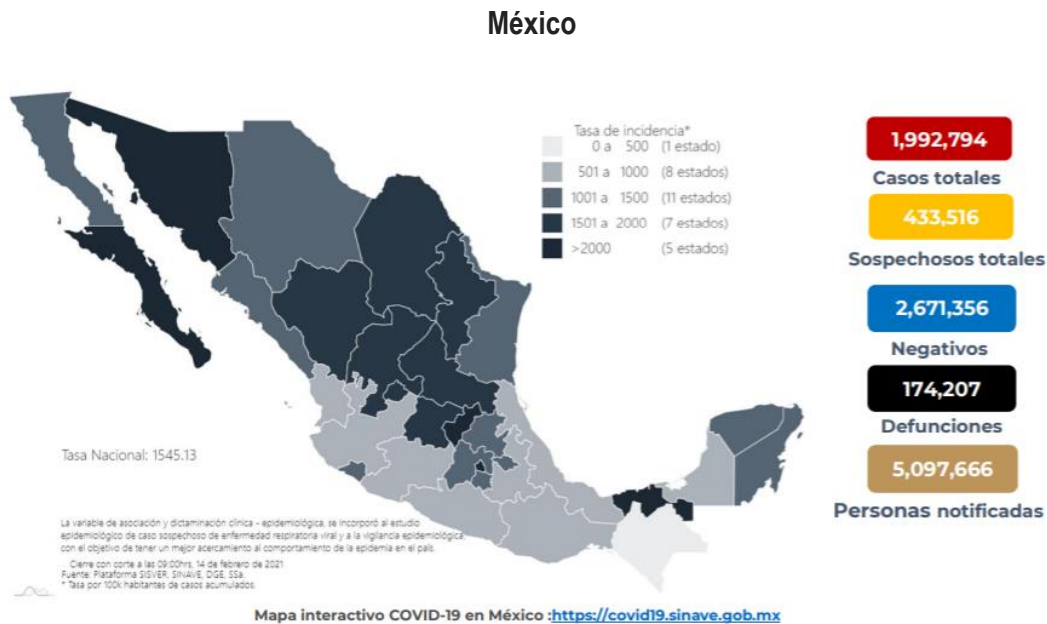 México
Tasa de incidencia*
0 a 500 (1 estado)
501 a 1000 (8 estados)
1001 a 1500 (11 estados)
1501 a 2000 (7 estados)
>2000 (5 estados)
1,992,794
Casos totales
433,516
Sospechosos totales
2,671,356
Negativos
174,207
Defunciones
5,097,666
Personas notificadas
Tasa Nacional: 1545.13
La variable de asociación y dictaminación clínica - epidemiológica, se incorporó al estudio
epidemiológico de caso sospechoso de enfermedad respiratoria viral y a la vigilancia epidemiológica,
con el objetivo de tener un mejor acercamiento al comportamiento de la epidemia en el país.
Cierre con corte a las 09:00hrs, 14 de febrero de 2021
Fuente: Plataforma SISVER, SINAVE, DGE, SSa.
* Tasa por 100k habitantes de casos acumulados.
Mapa interactivo COVID-19 en México :https://covid19.sinave.gob.mx